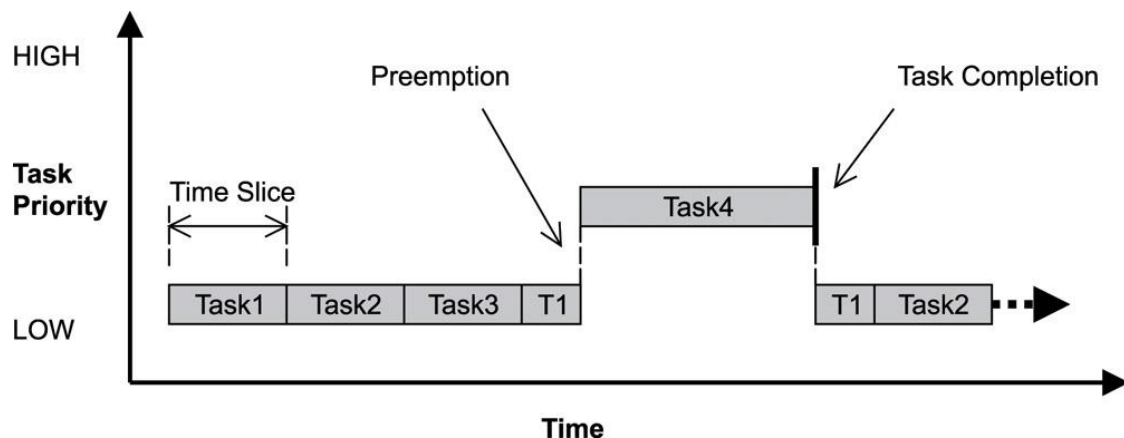 HIGH
Preemption
Task Completion
Task
Priority
Time Slice
Task4
Task1
Task2
Task3
T1
T1
Task2
LOW
Time